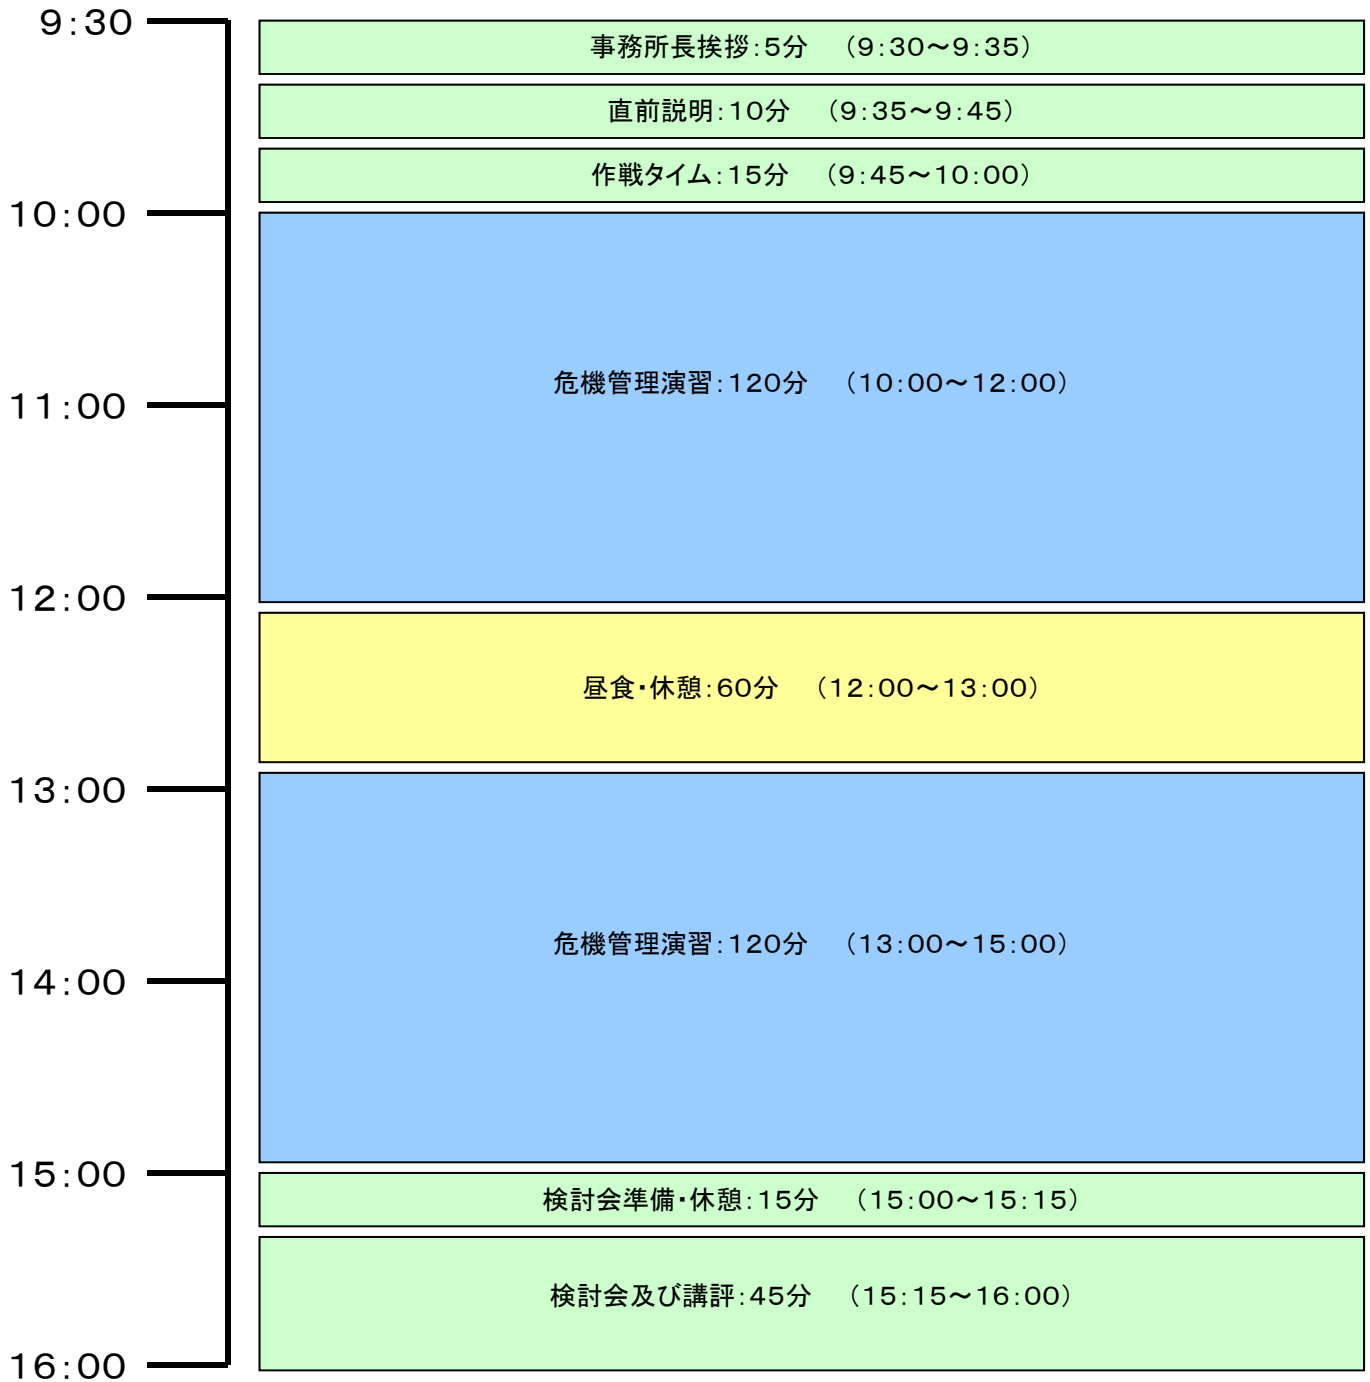 9:30
事務所長挨拶:5分　(9:30～9:35)
直前説明:10分　(9:35～9:45)
作戦タイム:15分　(9:45～10:00)
10:00
危機管理演習:120分　(10:00～12:00)
11:00
12:00
昼食・休憩:60分　(12:00～13:00)
13:00
危機管理演習:120分　(13:00～15:00)
14:00
15:00
検討会準備・休憩:15分　(15:00～15:15)
検討会及び講評:45分　(15:15～16:00)
16:00